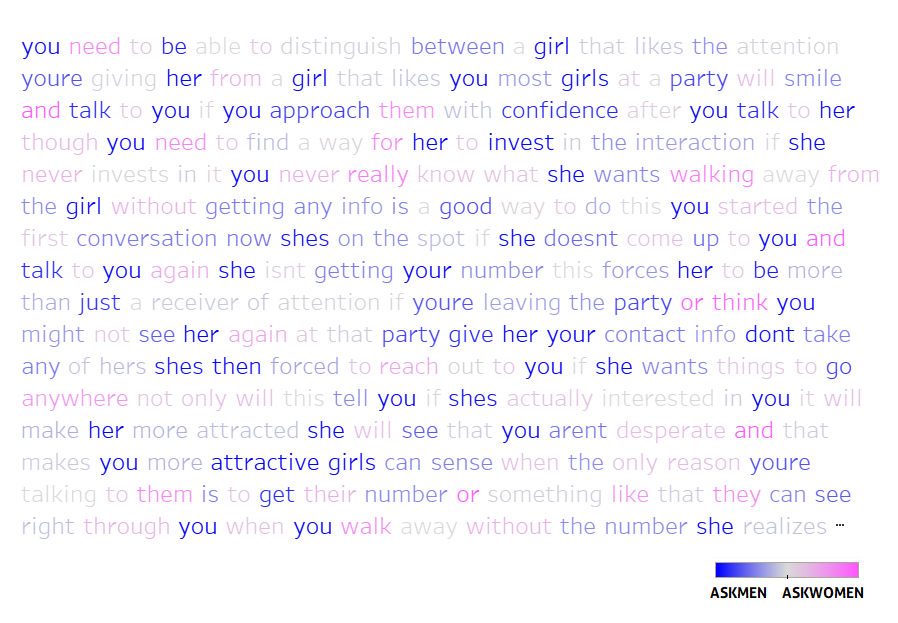 you need to be able to distinguish between a girl that likes the attention
youre giving her from a girl that likes you most girls at a party will smile
and talk to you if you approach them with confidence after you talk to her
though you need to find a way for her to invest in the interaction if she
never invests in it you never really know what she wants walking away from
the girl without getting any info is a good way to do this you started the
first conversation now shes on the spot if she doesnt come up to you and
talk to you again she isnt getting your number this forces her to be more
than just a receiver of attention if youre leaving the party or think you
might not see her again at that party give her your contact info dont take
any of hers shes then forced to reach out to you if she wants things to go
anywhere not only will this tell you if shes actually interested in you it will
make her more attracted she will see that you arent desperate and that
makes you more attractive girls can sense when the only reason youre
talking to them is to get their number or something like that they can see
right through you when you walk away without the number she realizes ...
ASKMEN ASKWOMEN